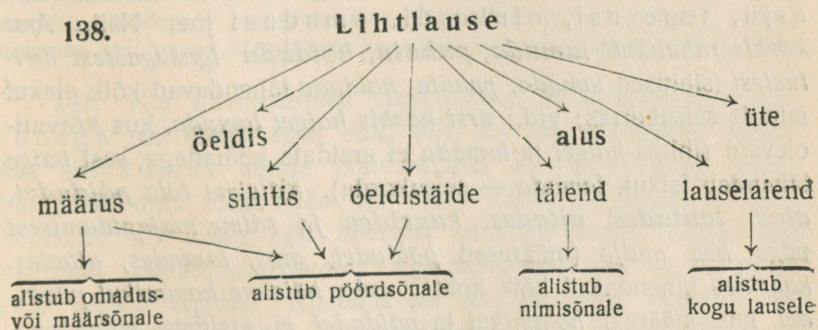 138.
Lihtlause
öeldis
alus
üte
määrus
sihitis
öeldistäide
täiend
lauselaiend
alistub omadus-
või määrsõnale
alistub pöördsõnale
alistub
nimisõnale
alistub
kogu lausele